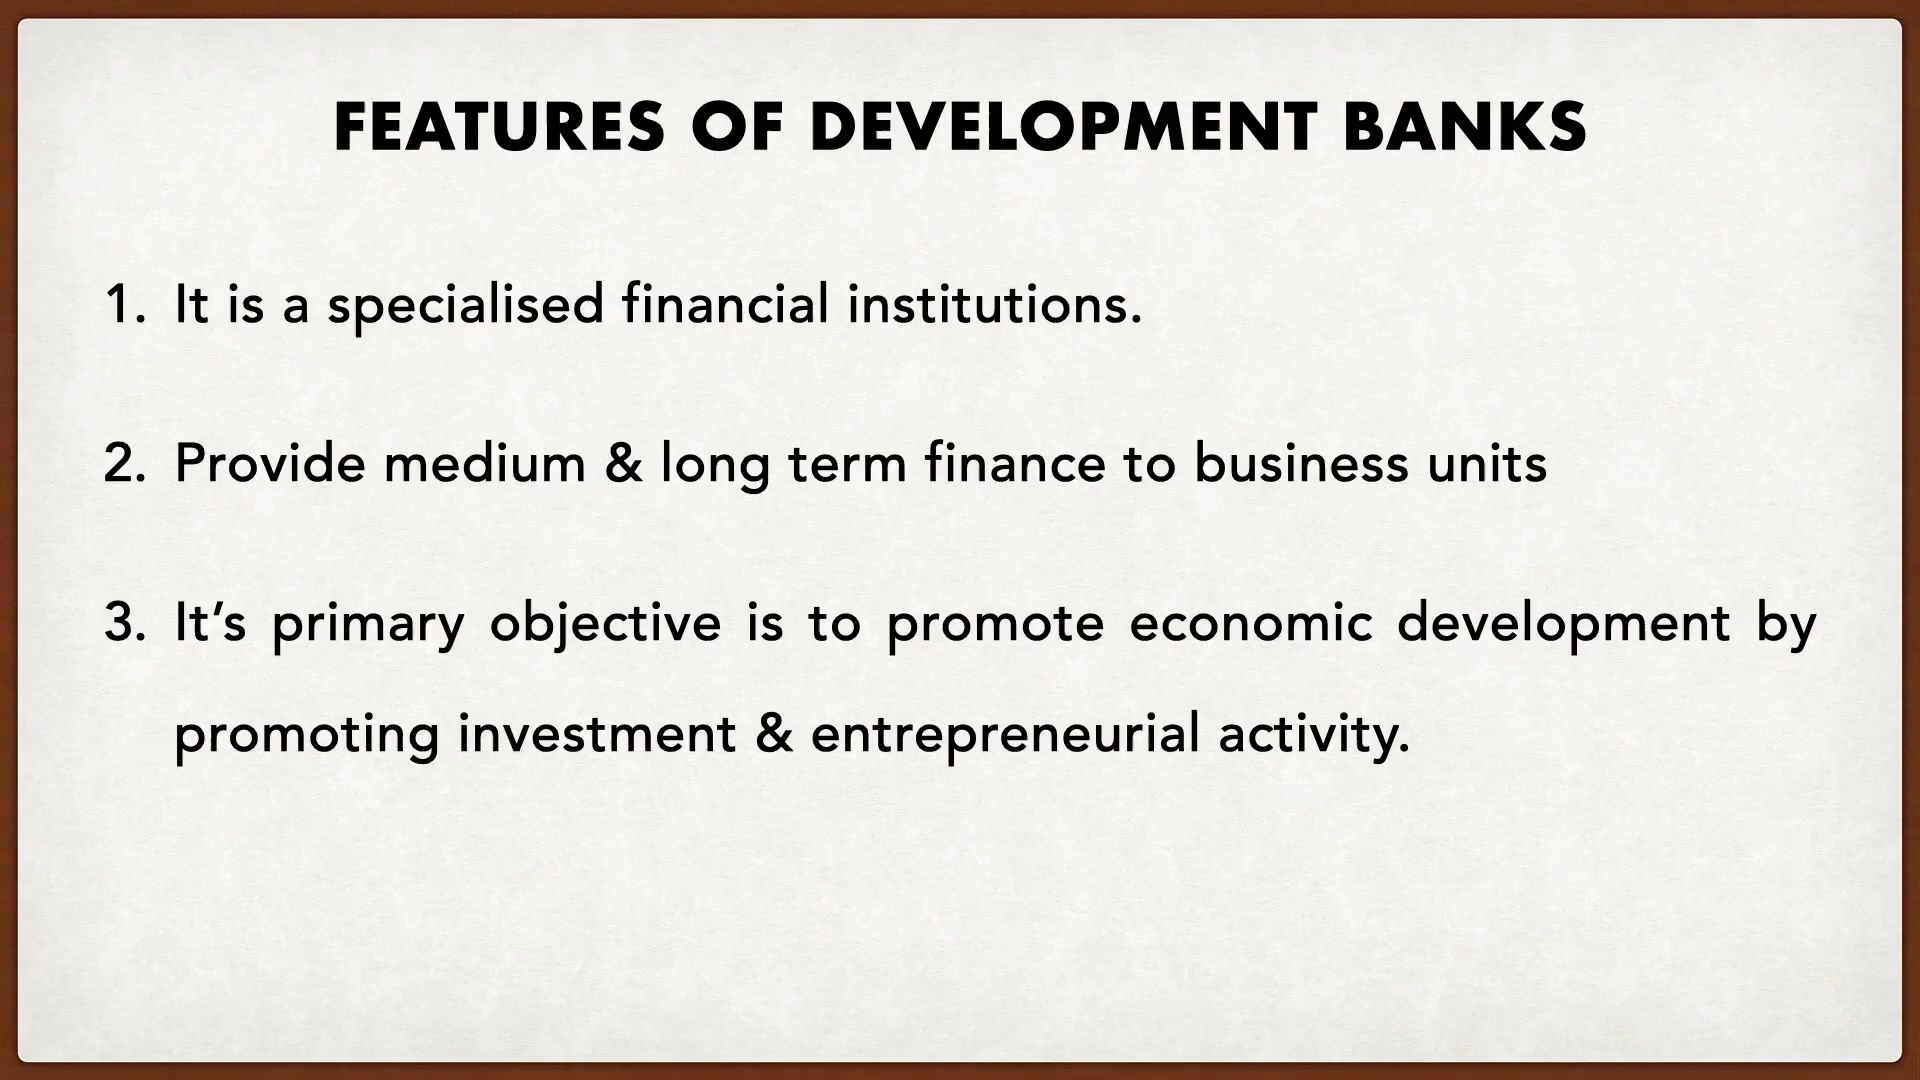 FEATURES OF DEVELOPMENT BANKS
1. It is a specialised financial institutions.
2. Provide medium & long term finance to business units
3. It’s primary objective is to promote economic development by
promoting investment & entrepreneurial activity.